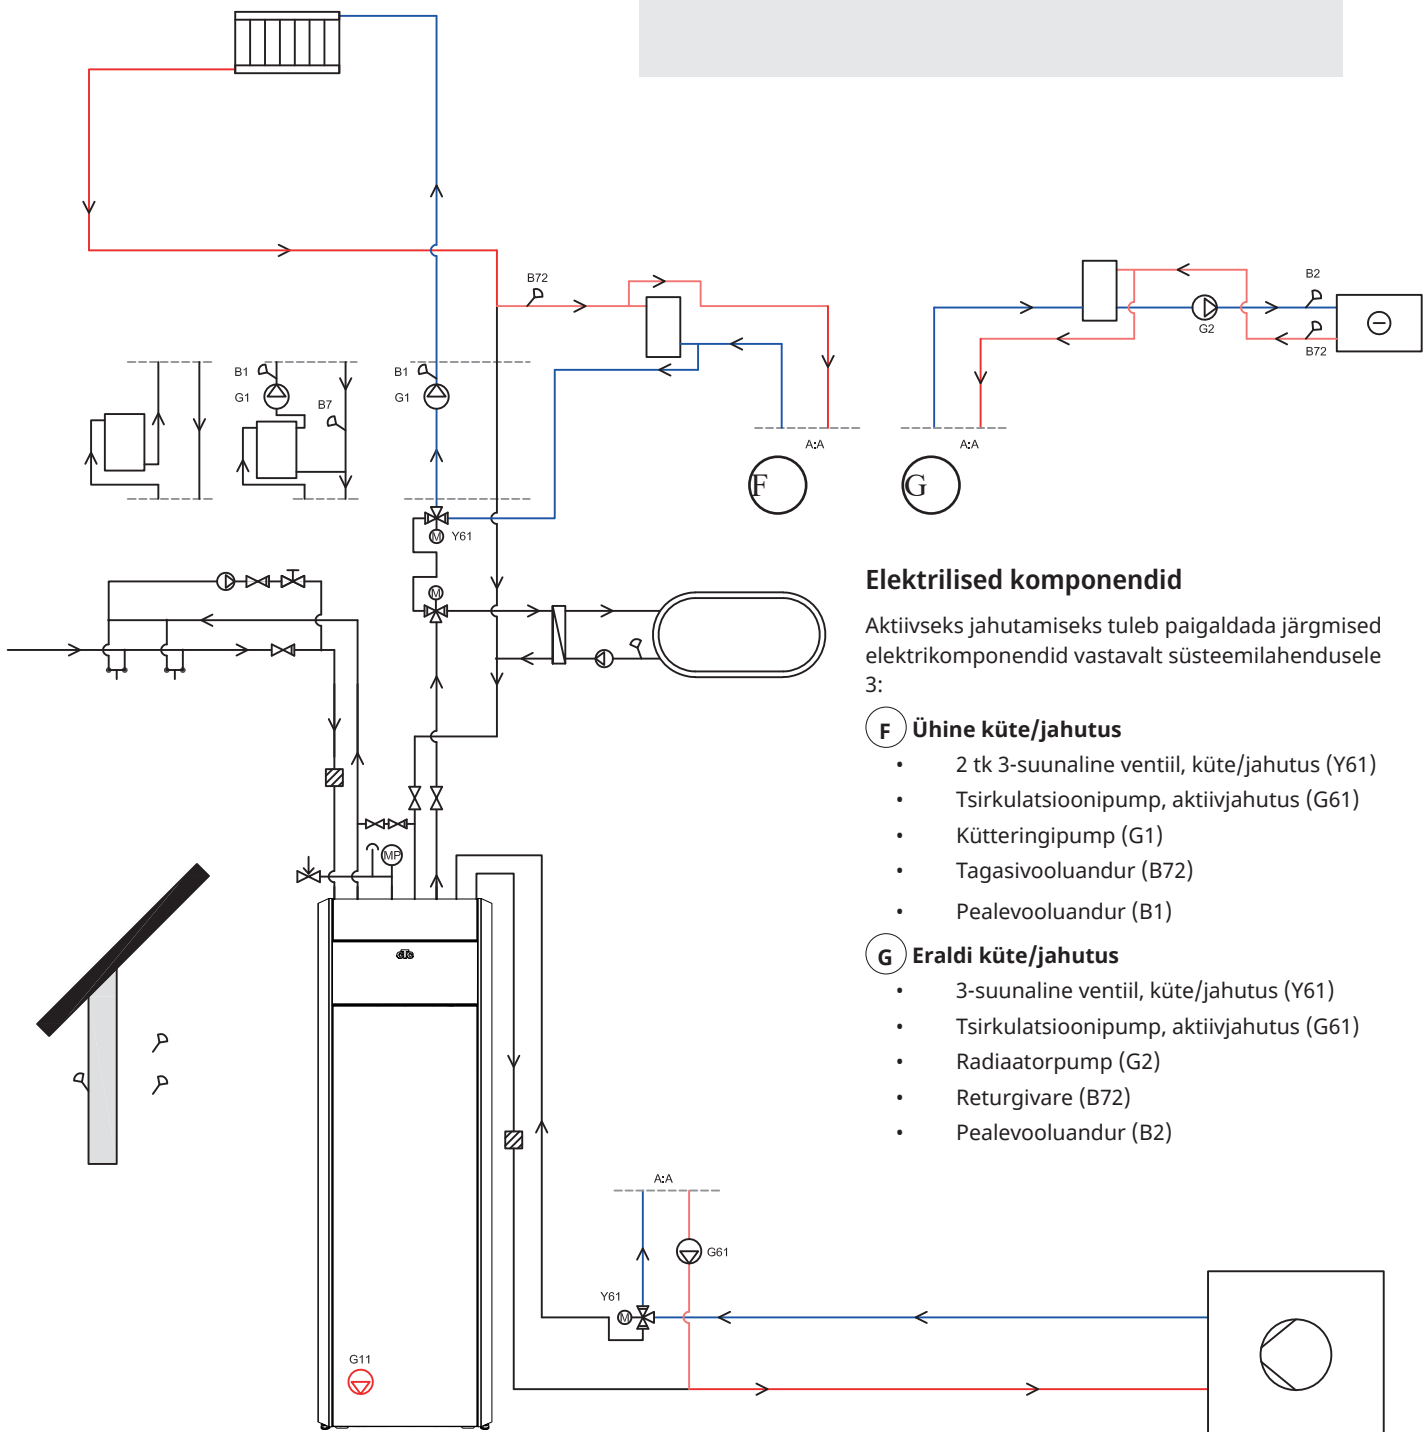 B72
B2
G2
B72
B1
G1
B7
B1
G1
A:A
A:A
F
G
M
Y61
M
Elektrilised komponendid
Aktiivseks jahutamiseks tuleb paigaldada järgmised
elektrikomponendid vastavalt süsteemilahendusele
3:
F Ühine küte/jahutus
• 2 tk 3-suunaline ventiil, küte/jahutus (Y61)
• Tsirkulatsioonipump, aktiivjahutus (G61)
• Kütteringipump (G1)
• Tagasivooluandur (B72)
• Pealevooluandur (B1)
G Eraldi küte/jahutus
• 3-suunaline ventiil, küte/jahutus (Y61)
• Tsirkulatsioonipump, aktiivjahutus (G61)
• Radiaatorpump (G2)
• Returgivare (B72)
• Pealevooluandur (B2)
MP
cTc
A:A
G61
Y61
M
G11